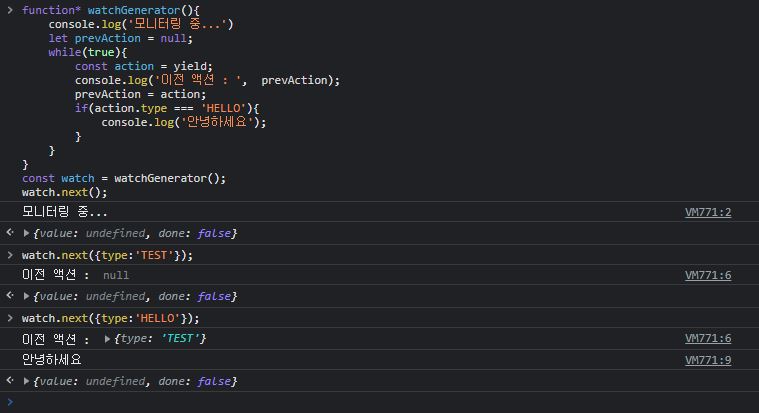 function* watchGenerator(){
    console.log('모니터링 중...')
    let prevAction = null;
    while(true){
        const action = yield;
        console.log('이전 액션 : ',  prevAction);
        prevAction = action;
        if(action.type === 'HELLO'){
            console.log('안녕하세요');
        }
    }
}
const watch = watchGenerator();
watch.next();
모니터링 중... VM771:2
{value: undefined, done: false}
watch.next({type:'TEST'});
이전 액션 :  null VM771:6
{value: undefined, done: false}
watch.next({type:'HELLO'});
이전 액션 :  {type: 'TEST'} VM771:6
안녕하세요 VM771:9
{value: undefined, done: false}